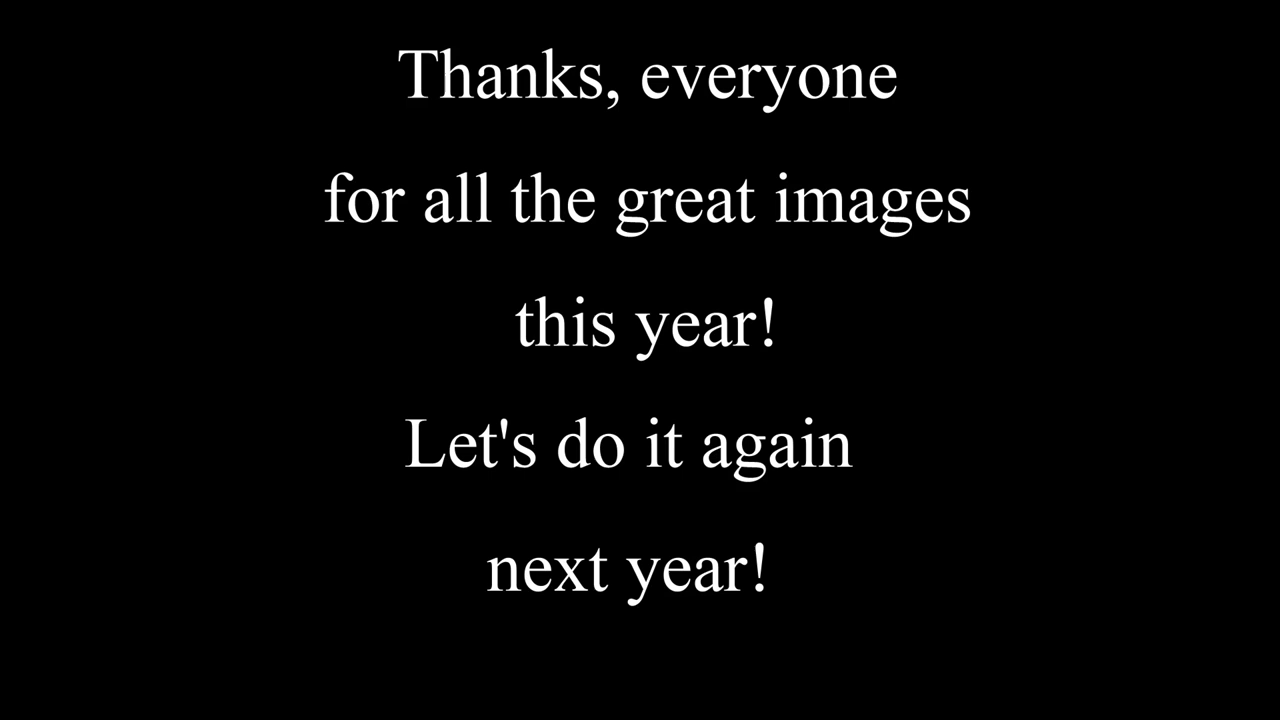 Thanks, everyone
for all the great images
this year!
Let's do it again
next year!